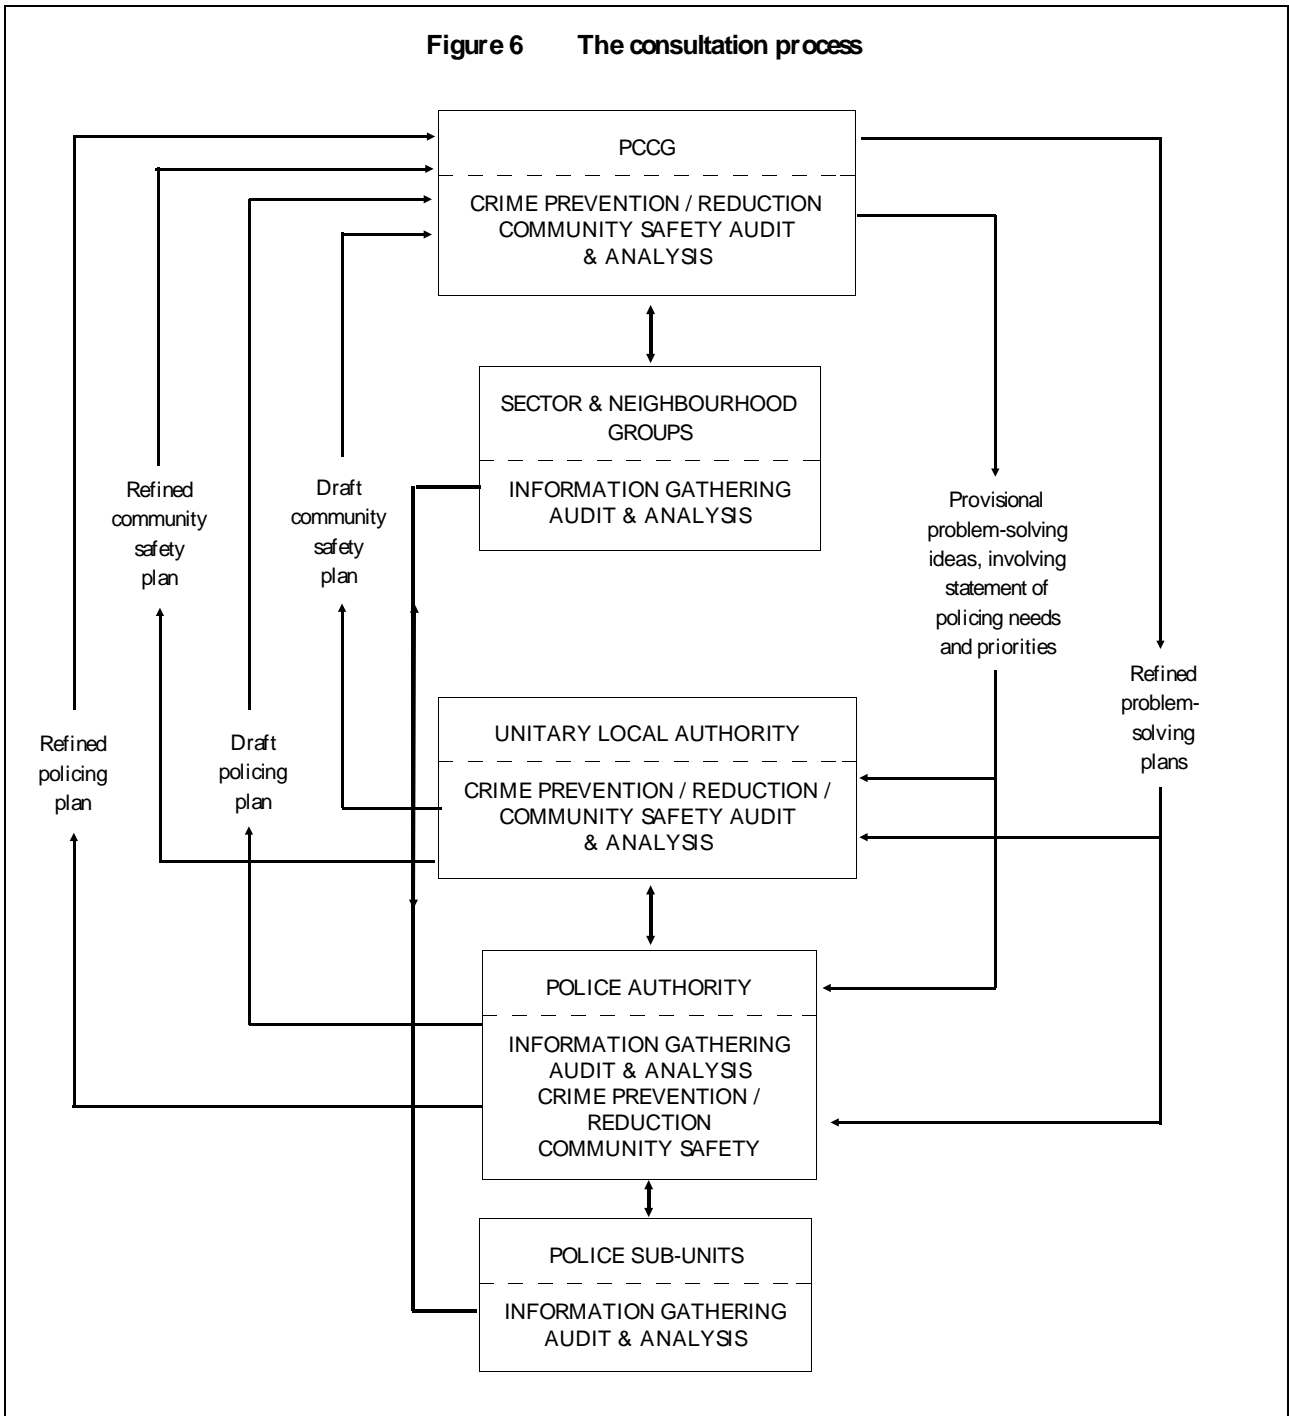 Figure 6 The consultation process
PCCG
CRIME PREVENTION / REDUCTION
COMMUNITY SAFETY AUDIT
& ANALYSIS
SECTOR & NEIGHBOURHOOD
GROUPS
INFORMATION GATHERING
AUDIT & ANALYSIS
Refined
community
safety
plan
Draft
community
safety
plan
Provisional
problem-solving
ideas, involving
statement of
policing needs
and priorities
Refined
problem-
solving
plans
Refined
policing
plan
Draft
policing
plan
UNITARY LOCAL AUTHORITY
CRIME PREVENTION / REDUCTION /
COMMUNITY SAFETY AUDIT
& ANALYSIS
POLICE AUTHORITY
INFORMATION GATHERING
AUDIT & ANALYSIS
CRIME PREVENTION /
REDUCTION
COMMUNITY SAFETY
POLICE SUB-UNITS
INFORMATION GATHERING
AUDIT & ANALYSIS